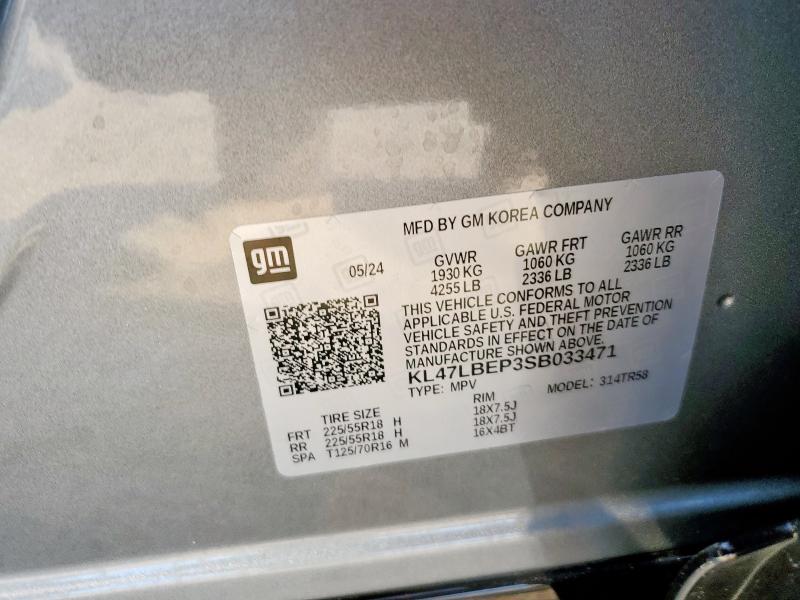 MFD BY GM KOREA COMPANY
gm
05/24
GVWR GAWR FRT GAWR RR
1930 KG 1060 KG 1060 KG
4255 LB 2336 LB 2336 LB
THIS VEHICLE CONFORMS TO ALL
APPLICABLE U.S. FEDERAL MOTOR
VEHICLE SAFETY AND THEFT PREVENTION
STANDARDS IN EFFECT ON THE DATE OF
MANUFACTURE SHOWN ABOVE.
KL47LBEP3SB033471
TYPE: MPV MODEL: 314TR58
TIRE SIZE RIM
FRT 225/55R18 H 18X7.5J
RR 225/55R18 H 18X7.5J
SPA T125/70R16 M 16X4BT